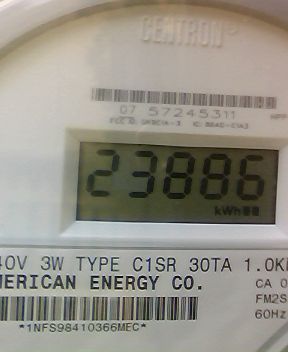 CENTRON
07 57245311
23886
kWh
40V 3W TYPE C1SR 30TA 1.0K
MERICAN ENERGY CO.
CA 0
FM2S
60Hz
*1NFS98410366MEC*